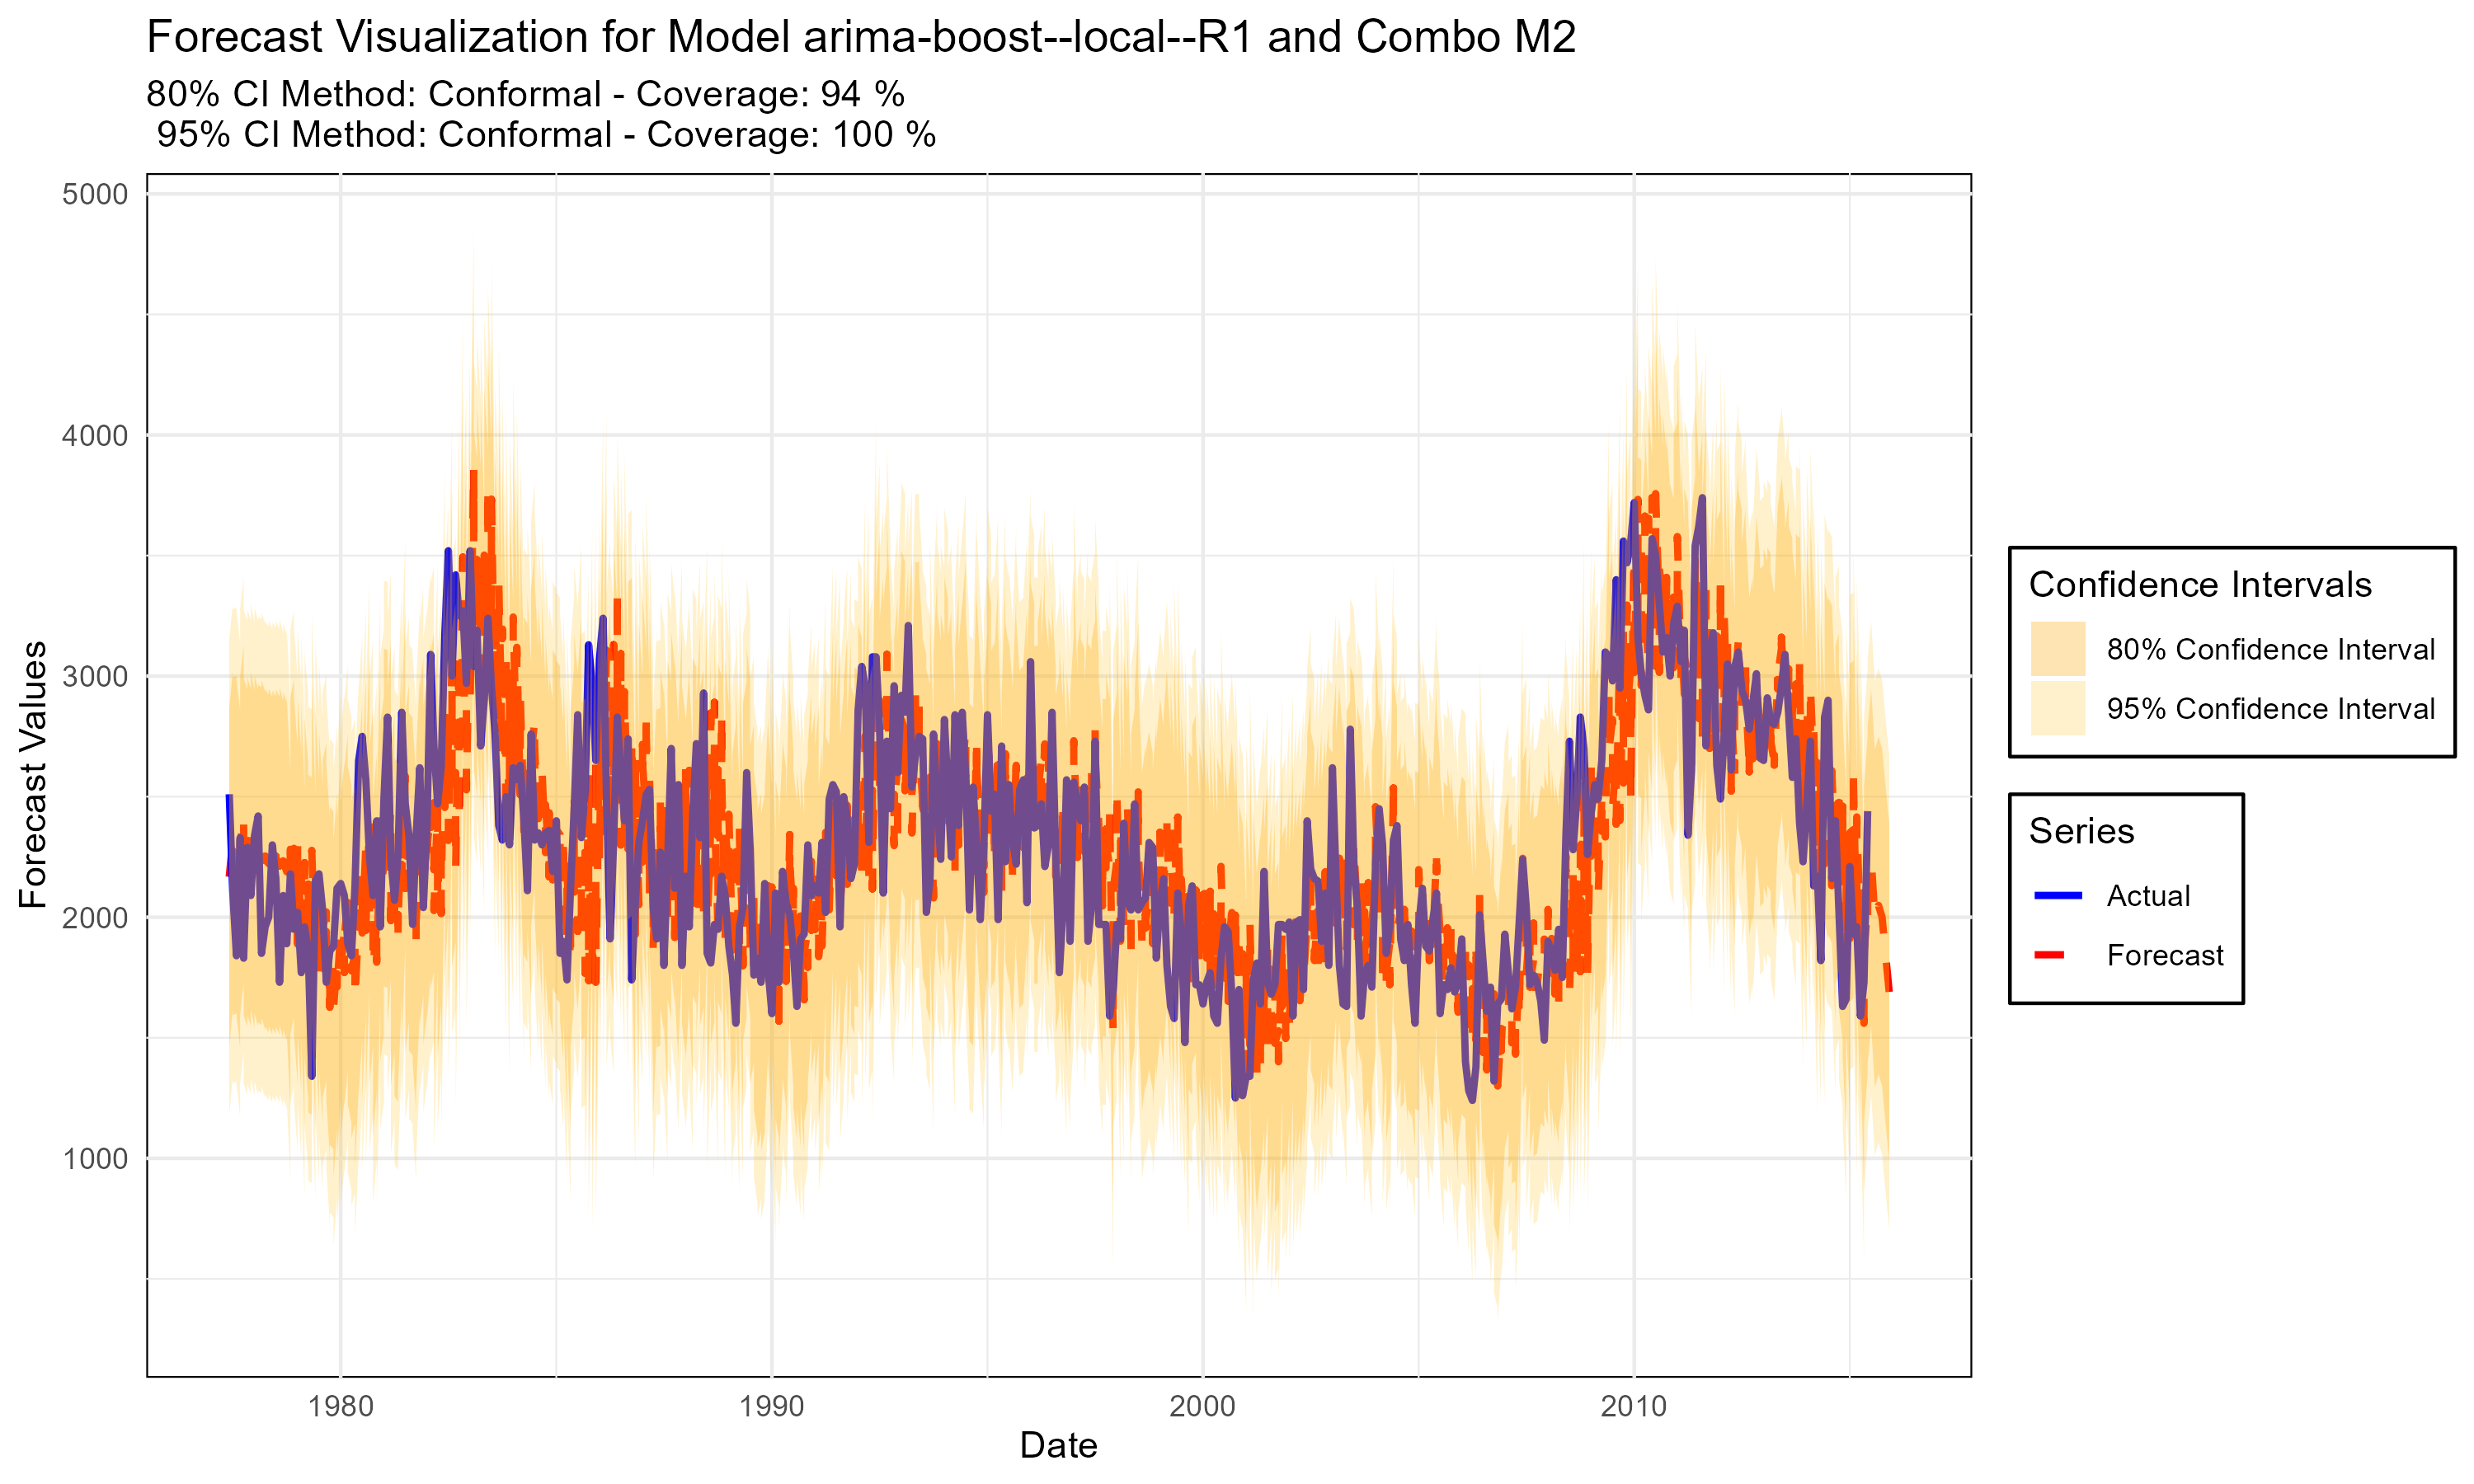 Forecast Visualization for Model arima-boost--local--R1 and Combo M2
80% CI Method: Conformal - Coverage: 94 %
95% CI Method: Conformal - Coverage: 100 %
Forecast Values
5000
4000
3000
2000
1000
1980
1990
2000
2010
Date
Confidence Intervals
80% Confidence Interval
95% Confidence Interval
Series
Actual
Forecast